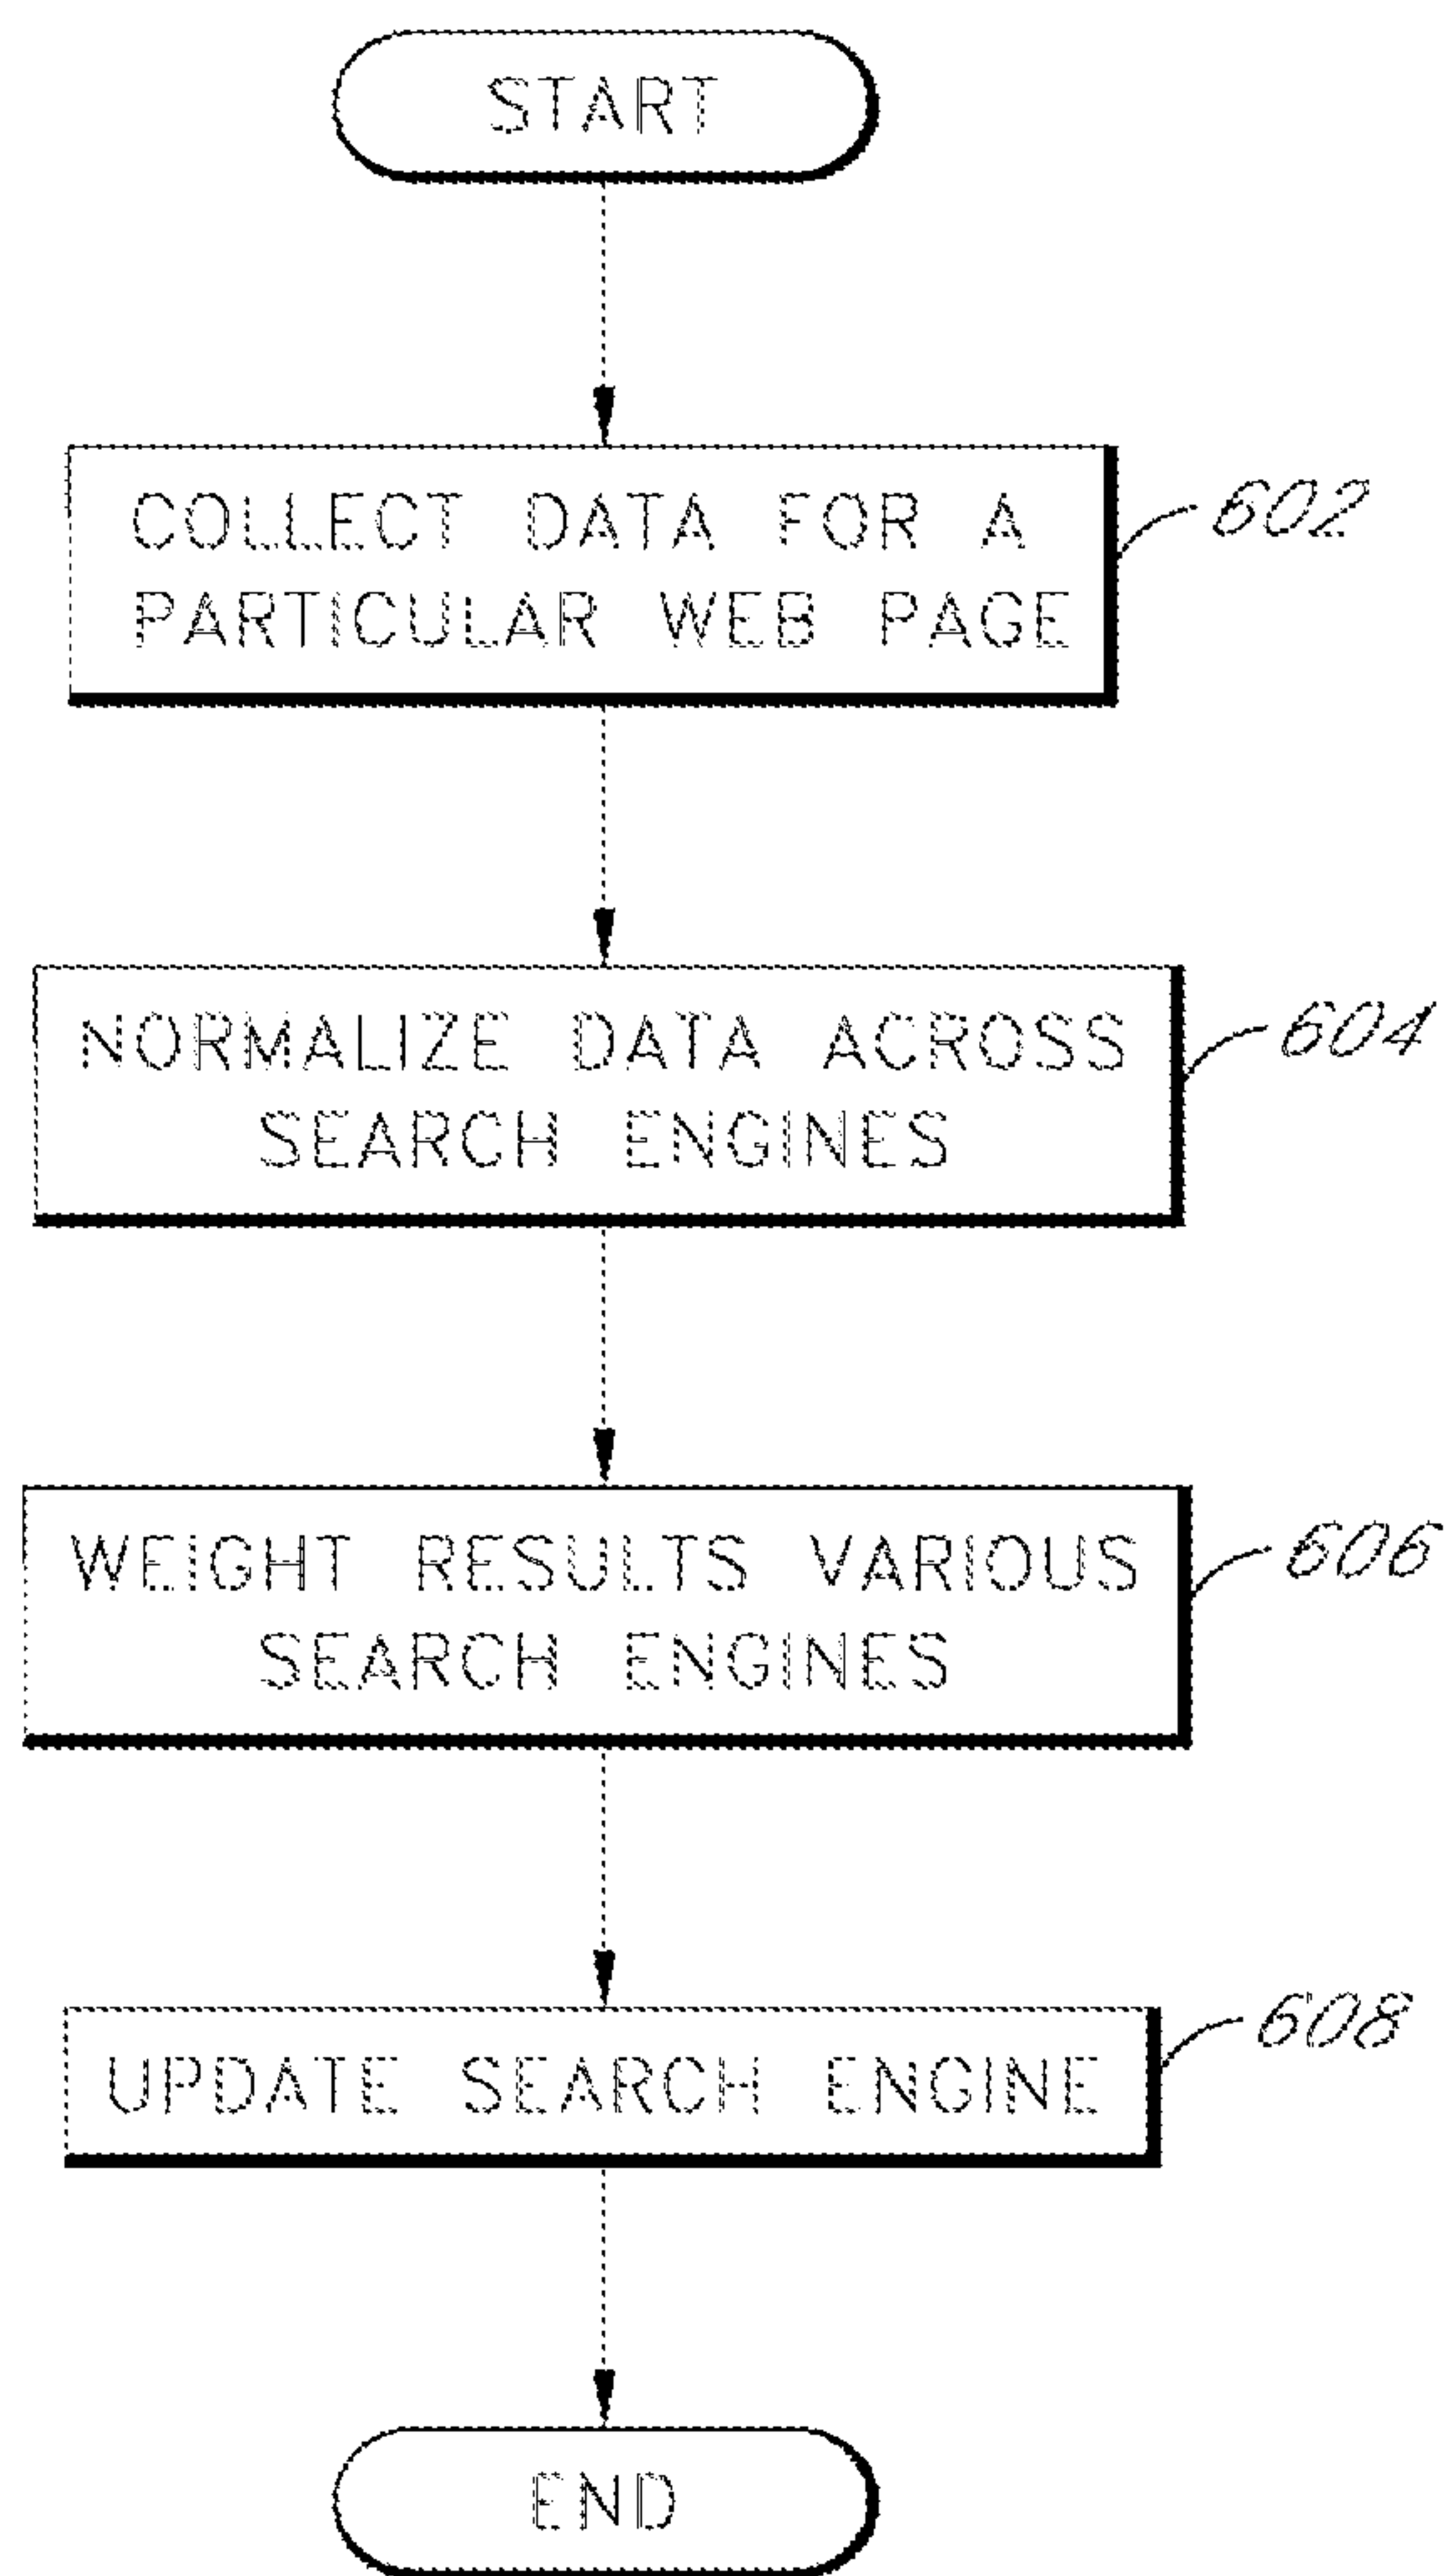 START
COLLECT DATA FOR A
PARTICULAR WEB PAGE
602
NORMALIZE DATA ACROSS
SEARCH ENGINES
604
WEIGHT RESULTS VARIOUS
SEARCH ENGINES
606
UPDATE SEARCH ENGINE
608
END